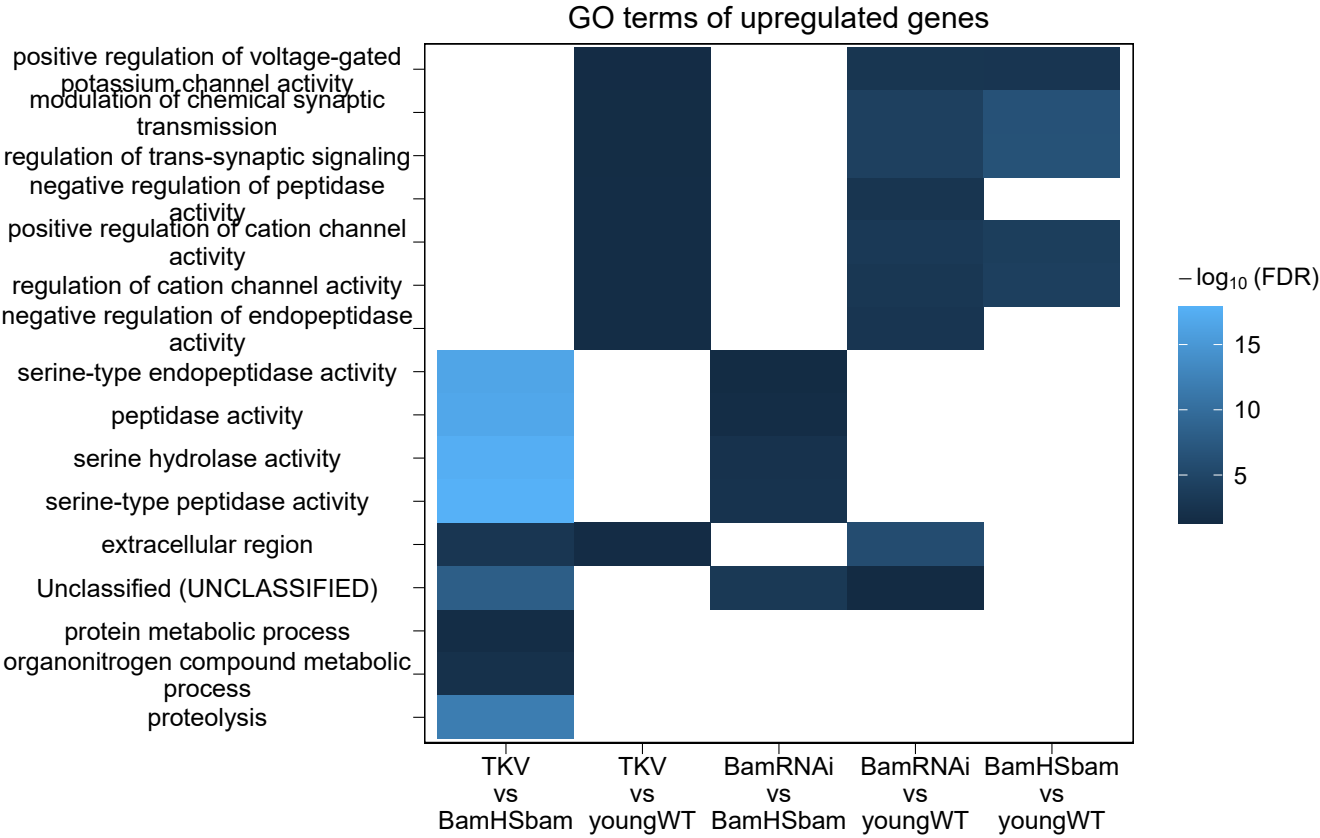 GO terms of upregulated genes
positive regulation of voltage-gated
potassium channel activity
modulation of chemical synaptic
transmission
regulation of trans-synaptic signaling
negative regulation of peptidase
activity
positive regulation of cation channel
activity
regulation of cation channel activity
negative regulation of endopeptidase
activity
serine-type endopeptidase activity
peptidase activity
serine hydrolase activity
serine-type peptidase activity
extracellular region
Unclassified (UNCLASSIFIED)
protein metabolic process
organonitrogen compound metabolic
process
proteolysis
TKV
vs
BamHSbam
TKV
vs
youngWT
BamRNAi
vs
BamHSbam
BamRNAi
vs
youngWT
BamHSbam
vs
youngWT
−log₁₀ (FDR)
15
10
5